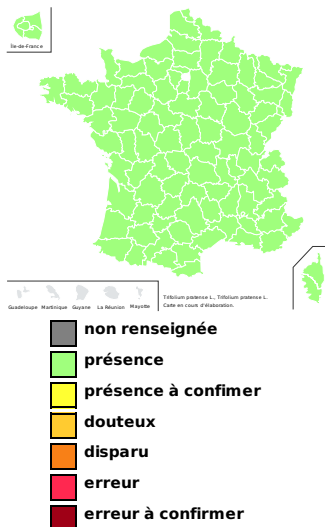 Île-de-France
Guadeloupe Martinique Guyane La Réunion Mayotte
Trifolium pratense L., Trifolium pratense L.
Carte en cours d'élaboration.
non renseignée
présence
présence à confimer
douteux
disparu
erreur
erreur à confirmer